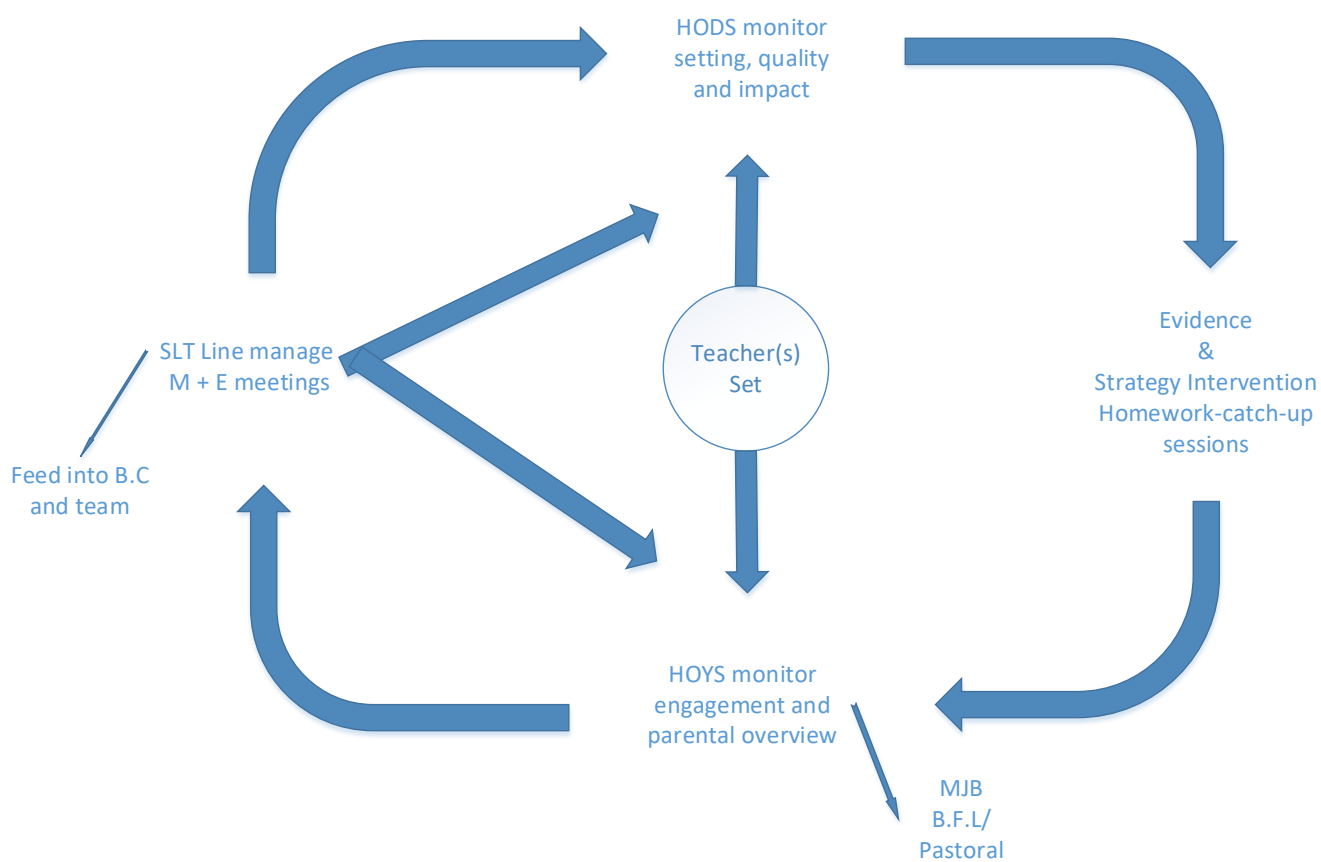 HODS monitor
setting, quality
and impact
Teacher(s)
Set
Evidence
&
Strategy Intervention
Homework-catch-up
sessions
SLT Line manage
M + E meetings
Feed into B.C
and team
HOYS monitor
engagement and
parental overview
MJB
B.F.L/
Pastoral